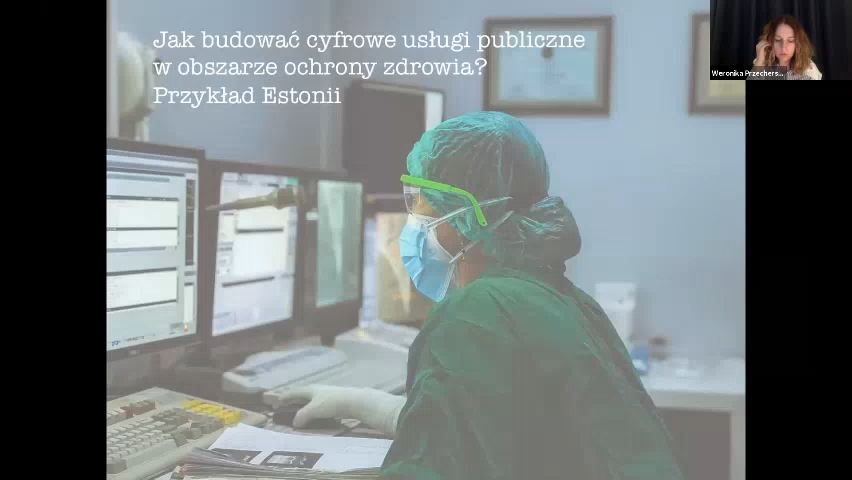 Jak budować cyfrowe usługi publiczne
w obszarze ochrony zdrowia?
Przykład Estonii
Weronika Przechers...